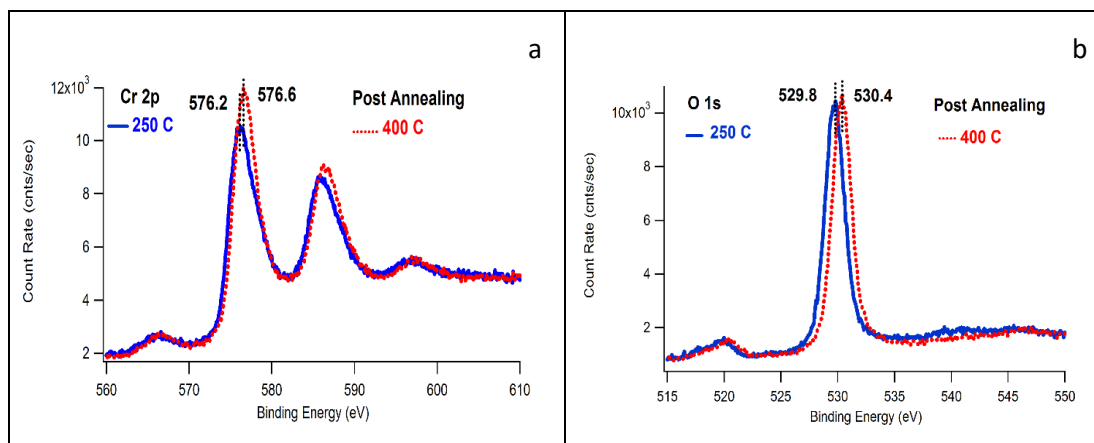 a
Cr 2p
250 C
576.2
576.6
Post Annealing
400 C
12x10³
10
8
6
4
2
Count Rate (cnts/sec)
560 570 580 590 600 610
Binding Energy (eV)
b
O 1s
250 C
529.8
530.4
Post Annealing
400 C
10x10³
8
6
4
2
Count Rate (cnts/sec)
515 520 525 530 535 540 545 550
Binding Energy (eV)